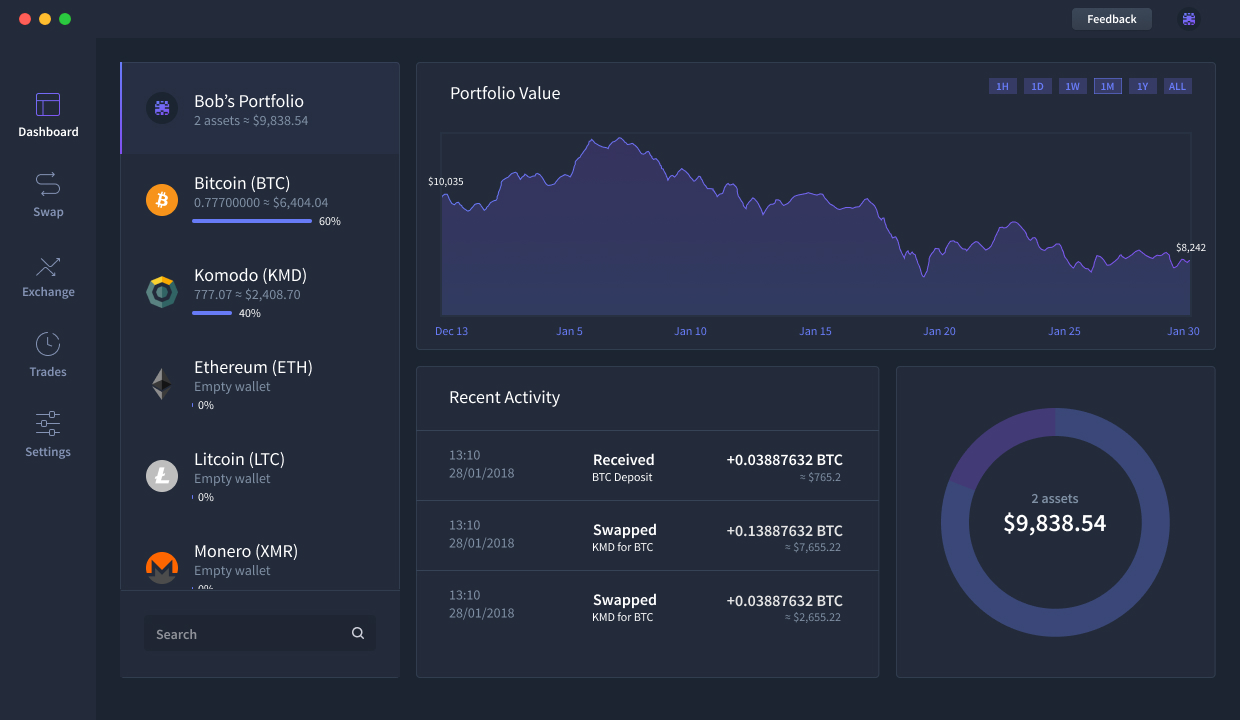 Feedback
Dashboard
Swap
Exchange
Trades
Settings
Bob's Portfolio
2 assets ≈ $9,838.54
Bitcoin (BTC)
0.77700000 ≈ $6,404.04
60%
Komodo (KMD)
777.07 ≈ $2,408.70
40%
Ethereum (ETH)
Empty wallet
0%
Litcoin (LTC)
Empty wallet
0%
Monero (XMR)
Empty wallet
0%
Search
Portfolio Value
1H 1D 1W 1M 1Y ALL
$10,035
$8,242
Dec 13 Jan 5 Jan 10 Jan 15 Jan 20 Jan 25 Jan 30
Recent Activity
13:10 Received +0.03887632 BTC
28/01/2018 BTC Deposit ≈ $765.2
13:10 Swapped +0.13887632 BTC
28/01/2018 KMD for BTC ≈ $7,655.22
13:10 Swapped +0.03887632 BTC
28/01/2018 KMD for BTC ≈ $2,655.22
2 assets
$9,838.54